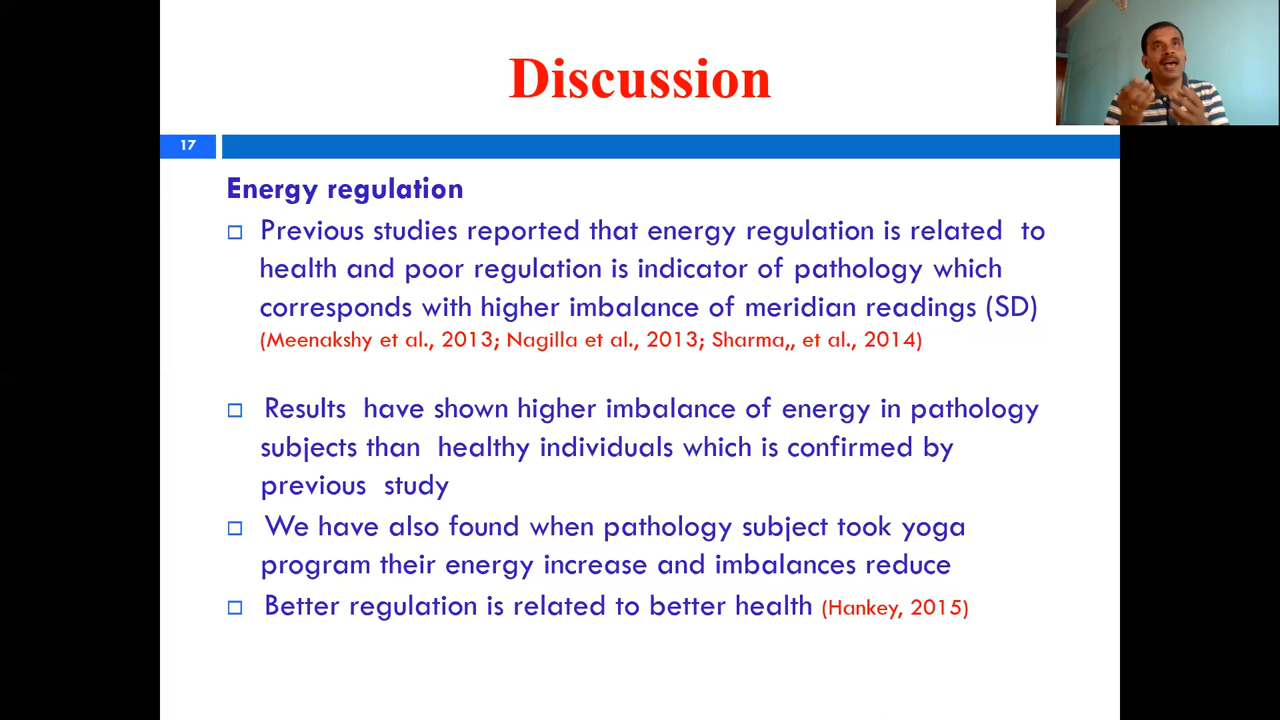 Discussion
17
Energy regulation
Previous studies reported that energy regulation is related to
health and poor regulation is indicator of pathology which
corresponds with higher imbalance of meridian readings (SD)
(Meenakshy et al., 2013; Nagilla et al., 2013; Sharma,, et al., 2014)
Results have shown higher imbalance of energy in pathology
subjects than healthy individuals which is confirmed by
previous study
We have also found when pathology subject took yoga
program their energy increase and imbalances reduce
Better regulation is related to better health (Hankey, 2015)